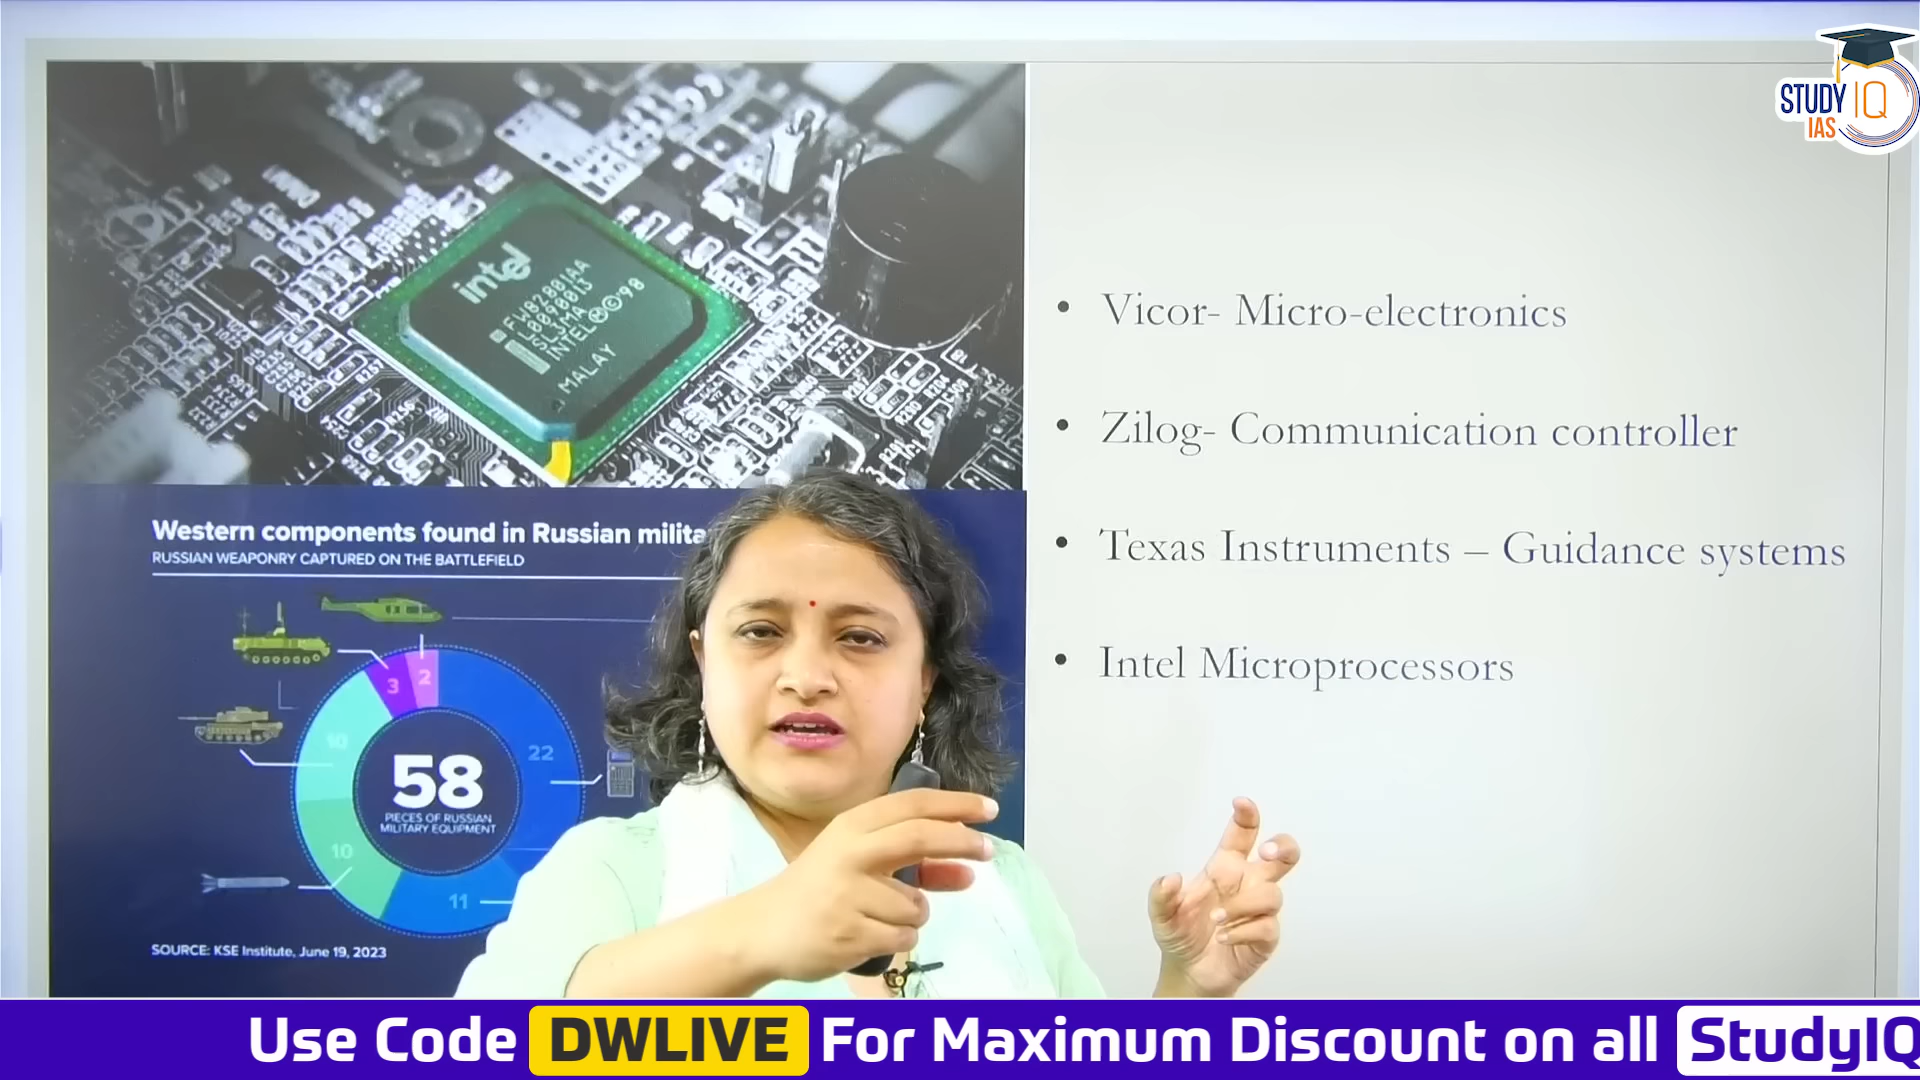 STUDY IQ
IAS
intel
FW82801AA
L0090013
SL3MA
INTEL Ⓜ©'98
MALAY
• Vicor- Micro-electronics
• Zilog- Communication controller
• Texas Instruments – Guidance systems
• Intel Microprocessors
Western components found in Russian milita
RUSSIAN WEAPONRY CAPTURED ON THE BATTLEFIELD
3
2
22
10
10
11
58
PIECES OF RUSSIAN
MILITARY EQUIPMENT
SOURCE: KSE Institute, June 19, 2023
Use Code DWLIVE For Maximum Discount on all StudyIQ